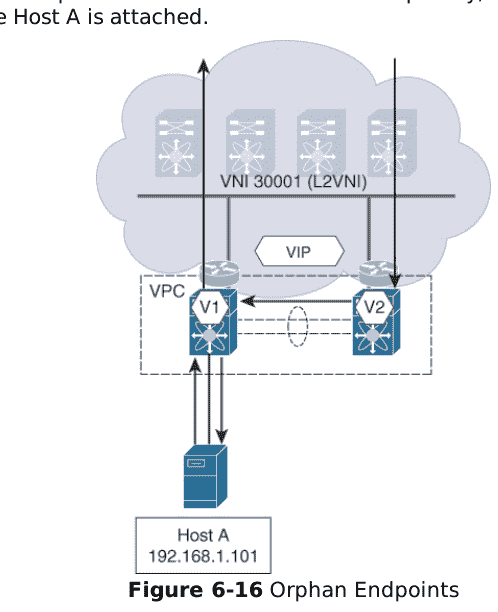 e Host A is attached.
VNI 30001 (L2VNI)
VIP
VPC
V1
V2
Host A
192.168.1.101
Figure 6-16 Orphan Endpoints